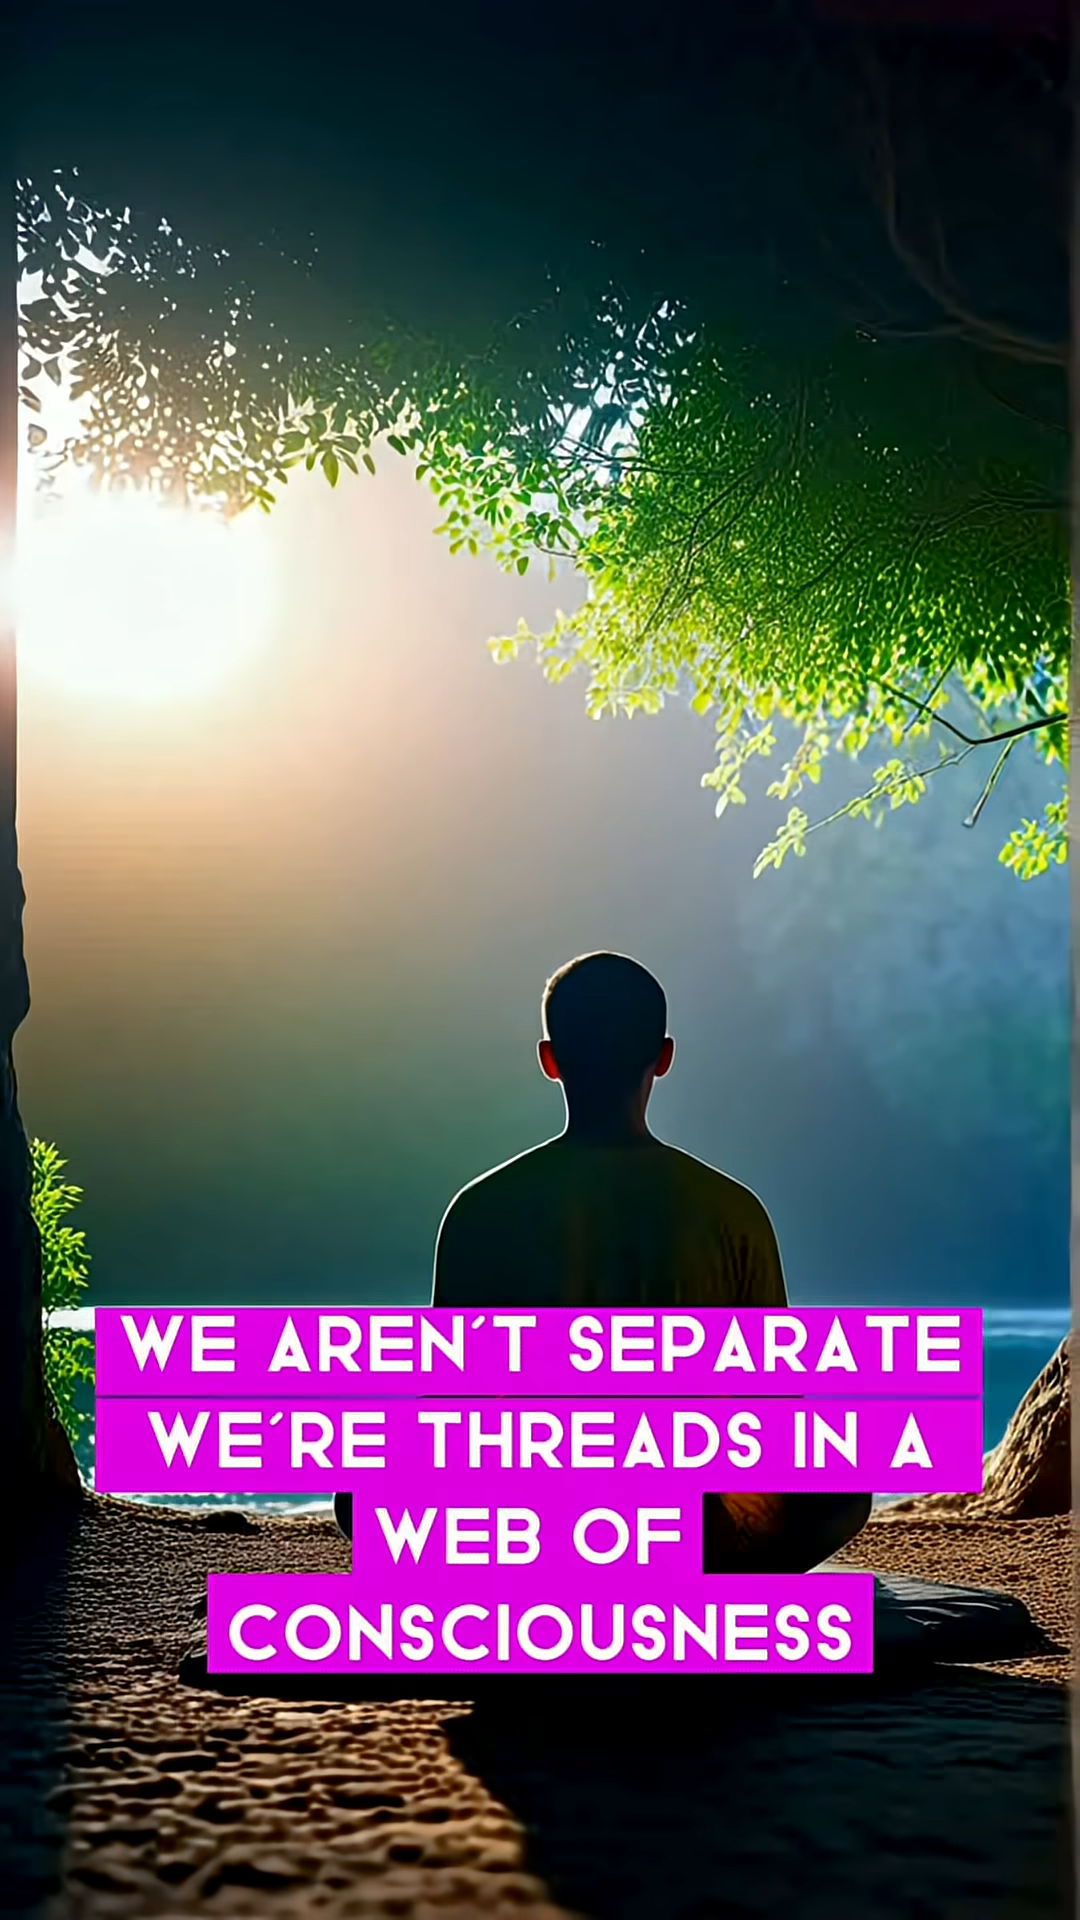 WE AREN'T SEPARATE
WE'RE THREADS IN A
WEB OF
CONSCIOUSNESS